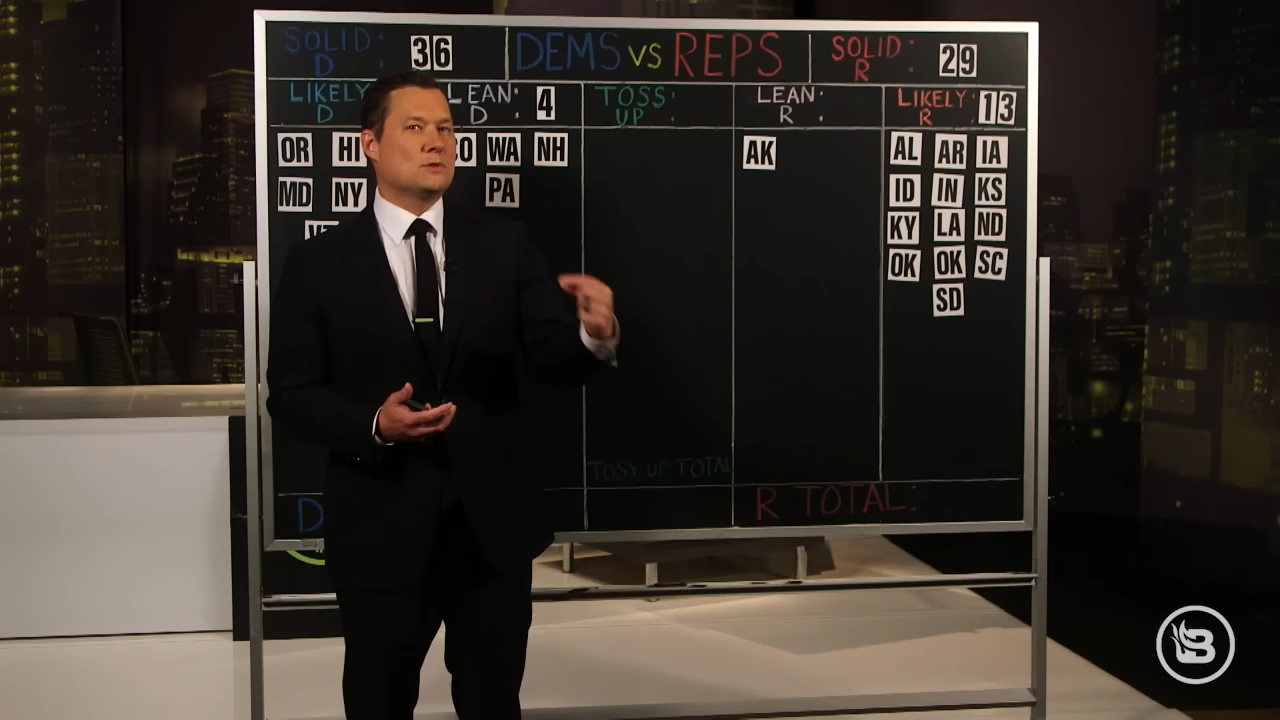 SOLID: 36 DEMS VS REPS SOLID: 29
D : R :
LIKELY LEAN: 4 TOSS: LEAN: LIKELY: 13
D D . UP . R . R .
OR HI WA NH AK AL AR IA
MD NY PA ID IN KS
KY LA ND
OK OK SC
SD
TOSS-UP TOTAL
D R TOTAL:
B